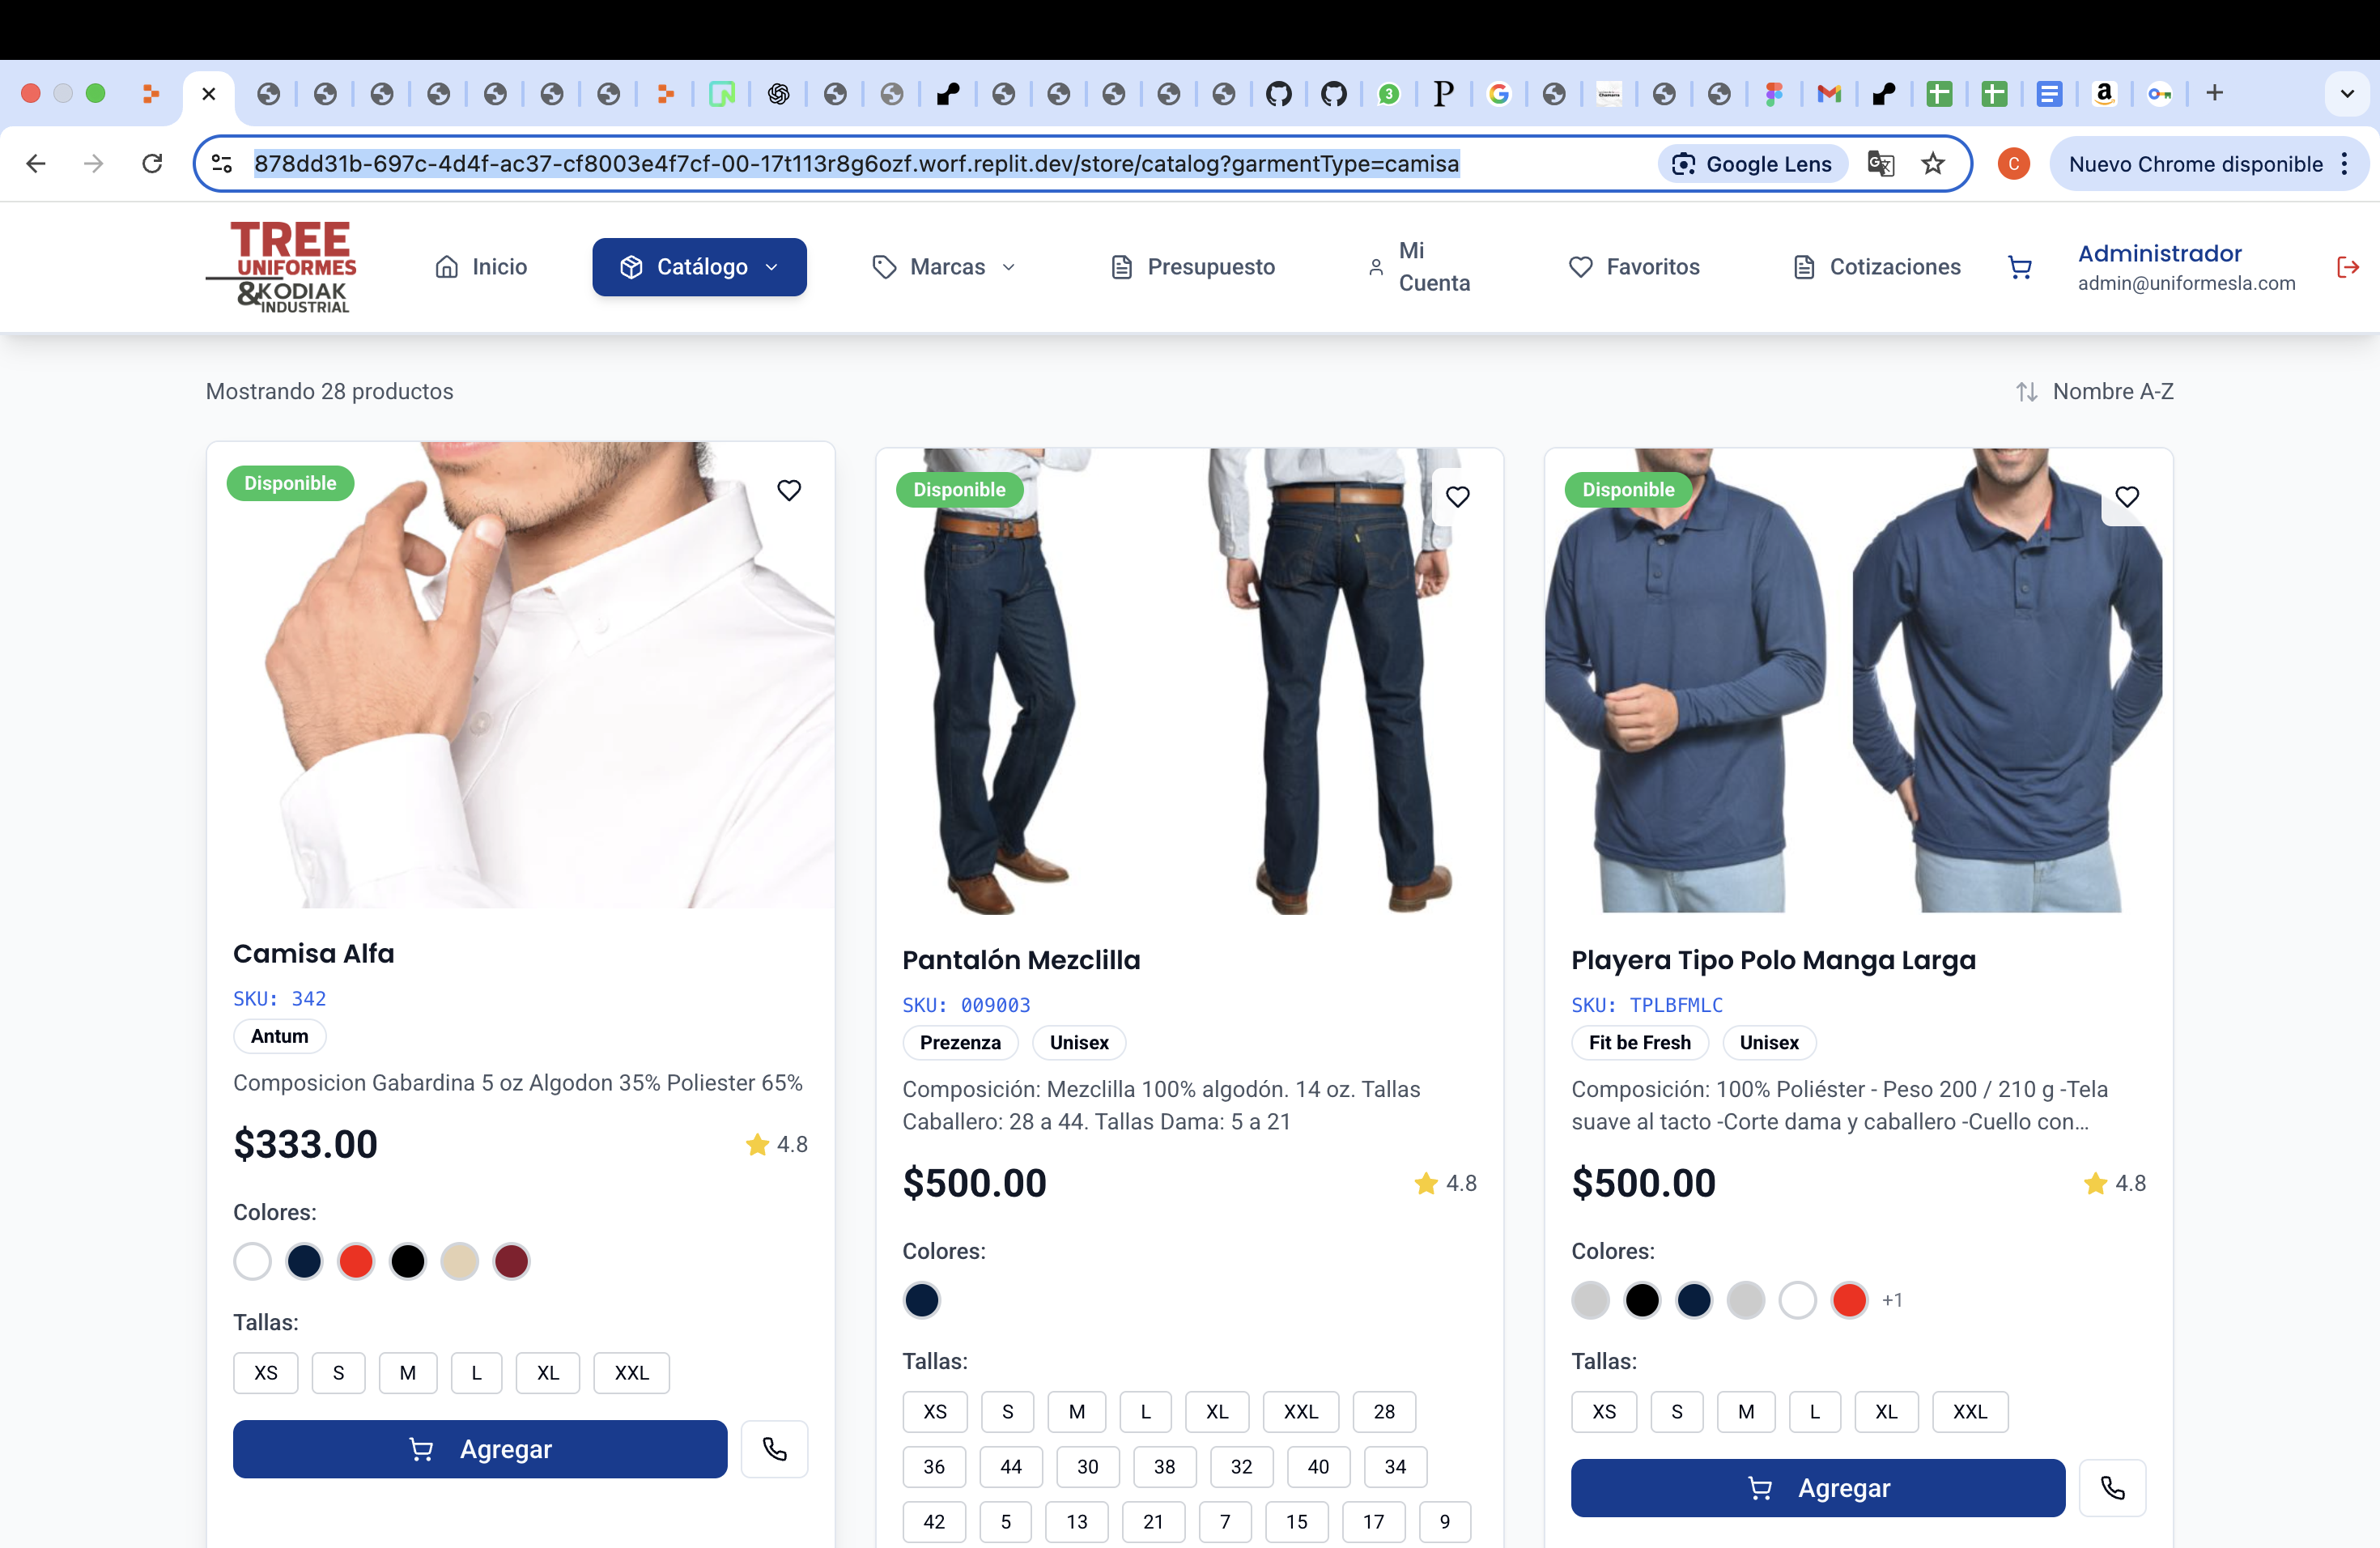 3
P
G
a
878dd31b-697c-4d4f-ac37-cf8003e4f7cf-00-17t113r8g6ozf.worf.replit.dev/store/catalog?garmentType=camisa
Google Lens
C
Nuevo Chrome disponible
TREE
UNIFORMES
&KODIAK
INDUSTRIAL
Inicio
Catálogo
Marcas
Presupuesto
Mi
Cuenta
Favoritos
Cotizaciones
Administrador
admin@uniformesla.com
Mostrando 28 productos
Nombre A-Z
Disponible
Camisa Alfa
SKU: 342
Antum
Composicion Gabardina 5 oz Algodon 35% Poliester 65%
$333.00
4.8
Colores:
Tallas:
XS S M L XL XXL
Agregar
Disponible
Pantalón Mezclilla
SKU: 009003
Prezenza Unisex
Composición: Mezclilla 100% algodón. 14 oz. Tallas
Caballero: 28 a 44. Tallas Dama: 5 a 21
$500.00
4.8
Colores:
Tallas:
XS S M L XL XXL 28
36 44 30 38 32 40 34
42 5 13 21 7 15 17 9
Disponible
Playera Tipo Polo Manga Larga
SKU: TPLBFMLC
Fit be Fresh Unisex
Composición: 100% Poliéster - Peso 200 / 210 g -Tela
suave al tacto -Corte dama y caballero -Cuello con...
$500.00
4.8
Colores:
+1
Tallas:
XS S M L XL XXL
Agregar